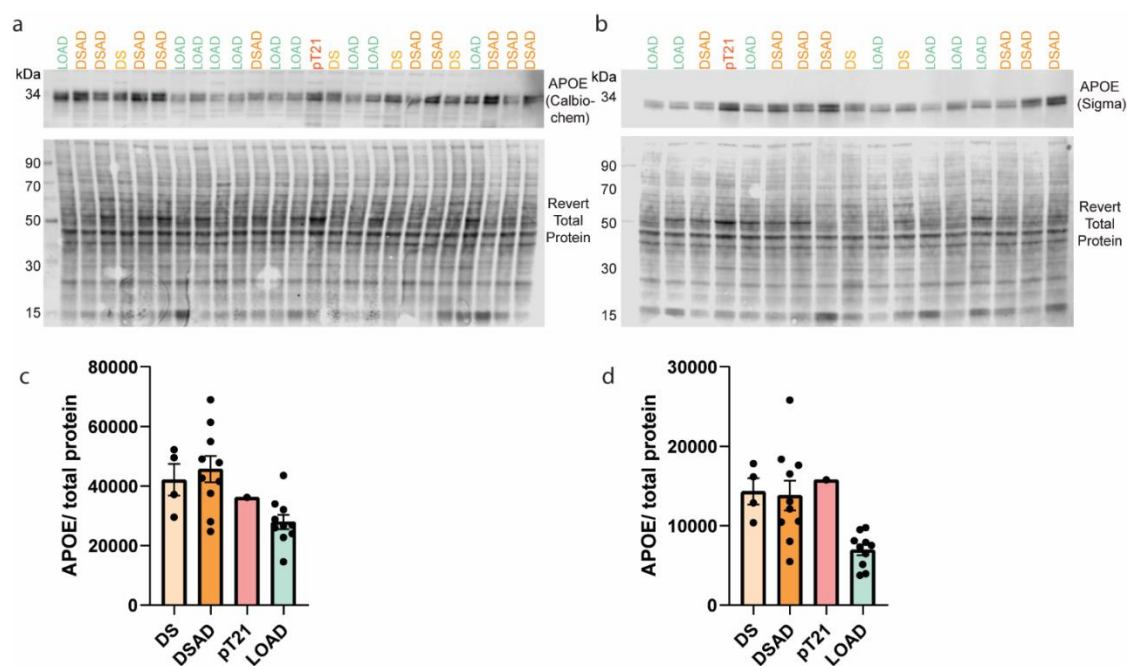 a
LOAD DSAD DSAD DS DSAD DSAD LOAD LOAD LOAD LOAD DSAD LOAD LOAD pT21 DS LOAD LOAD DS DSAD DSAD DS LOAD DSAD DSAD DSAD
kDa
34
APOE
(Calbio-
chem)
90
70
50
30
15
Revert
Total
Protein
b
LOAD LOAD DSAD pT21 LOAD DSAD DSAD DSAD DS LOAD DS LOAD LOAD LOAD DSAD DSAD DSAD
kDa
34
APOE
(Sigma)
90
70
50
30
15
Revert
Total
Protein
c
APOE/ total protein
80000
60000
40000
20000
0
DS DSAD pT21 LOAD
d
APOE/ total protein
30000
20000
10000
0
DS DSAD pT21 LOAD